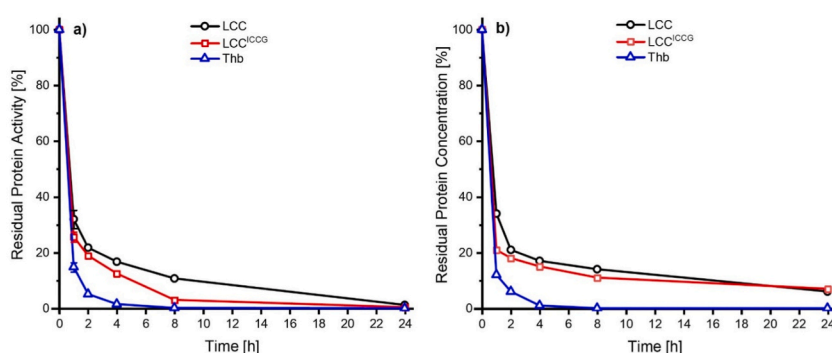 a)
LCC
LCC^ICCG
Thb
Residual Protein Activity [%]
100
80
60
40
20
0
0 2 4 6 8 10 12 14 16 18 20 22 24
Time [h]
b)
LCC
LCC^ICCG
Thb
Residual Protein Concentration [%]
100
80
60
40
20
0
0 2 4 6 8 10 12 14 16 18 20 22 24
Time [h]